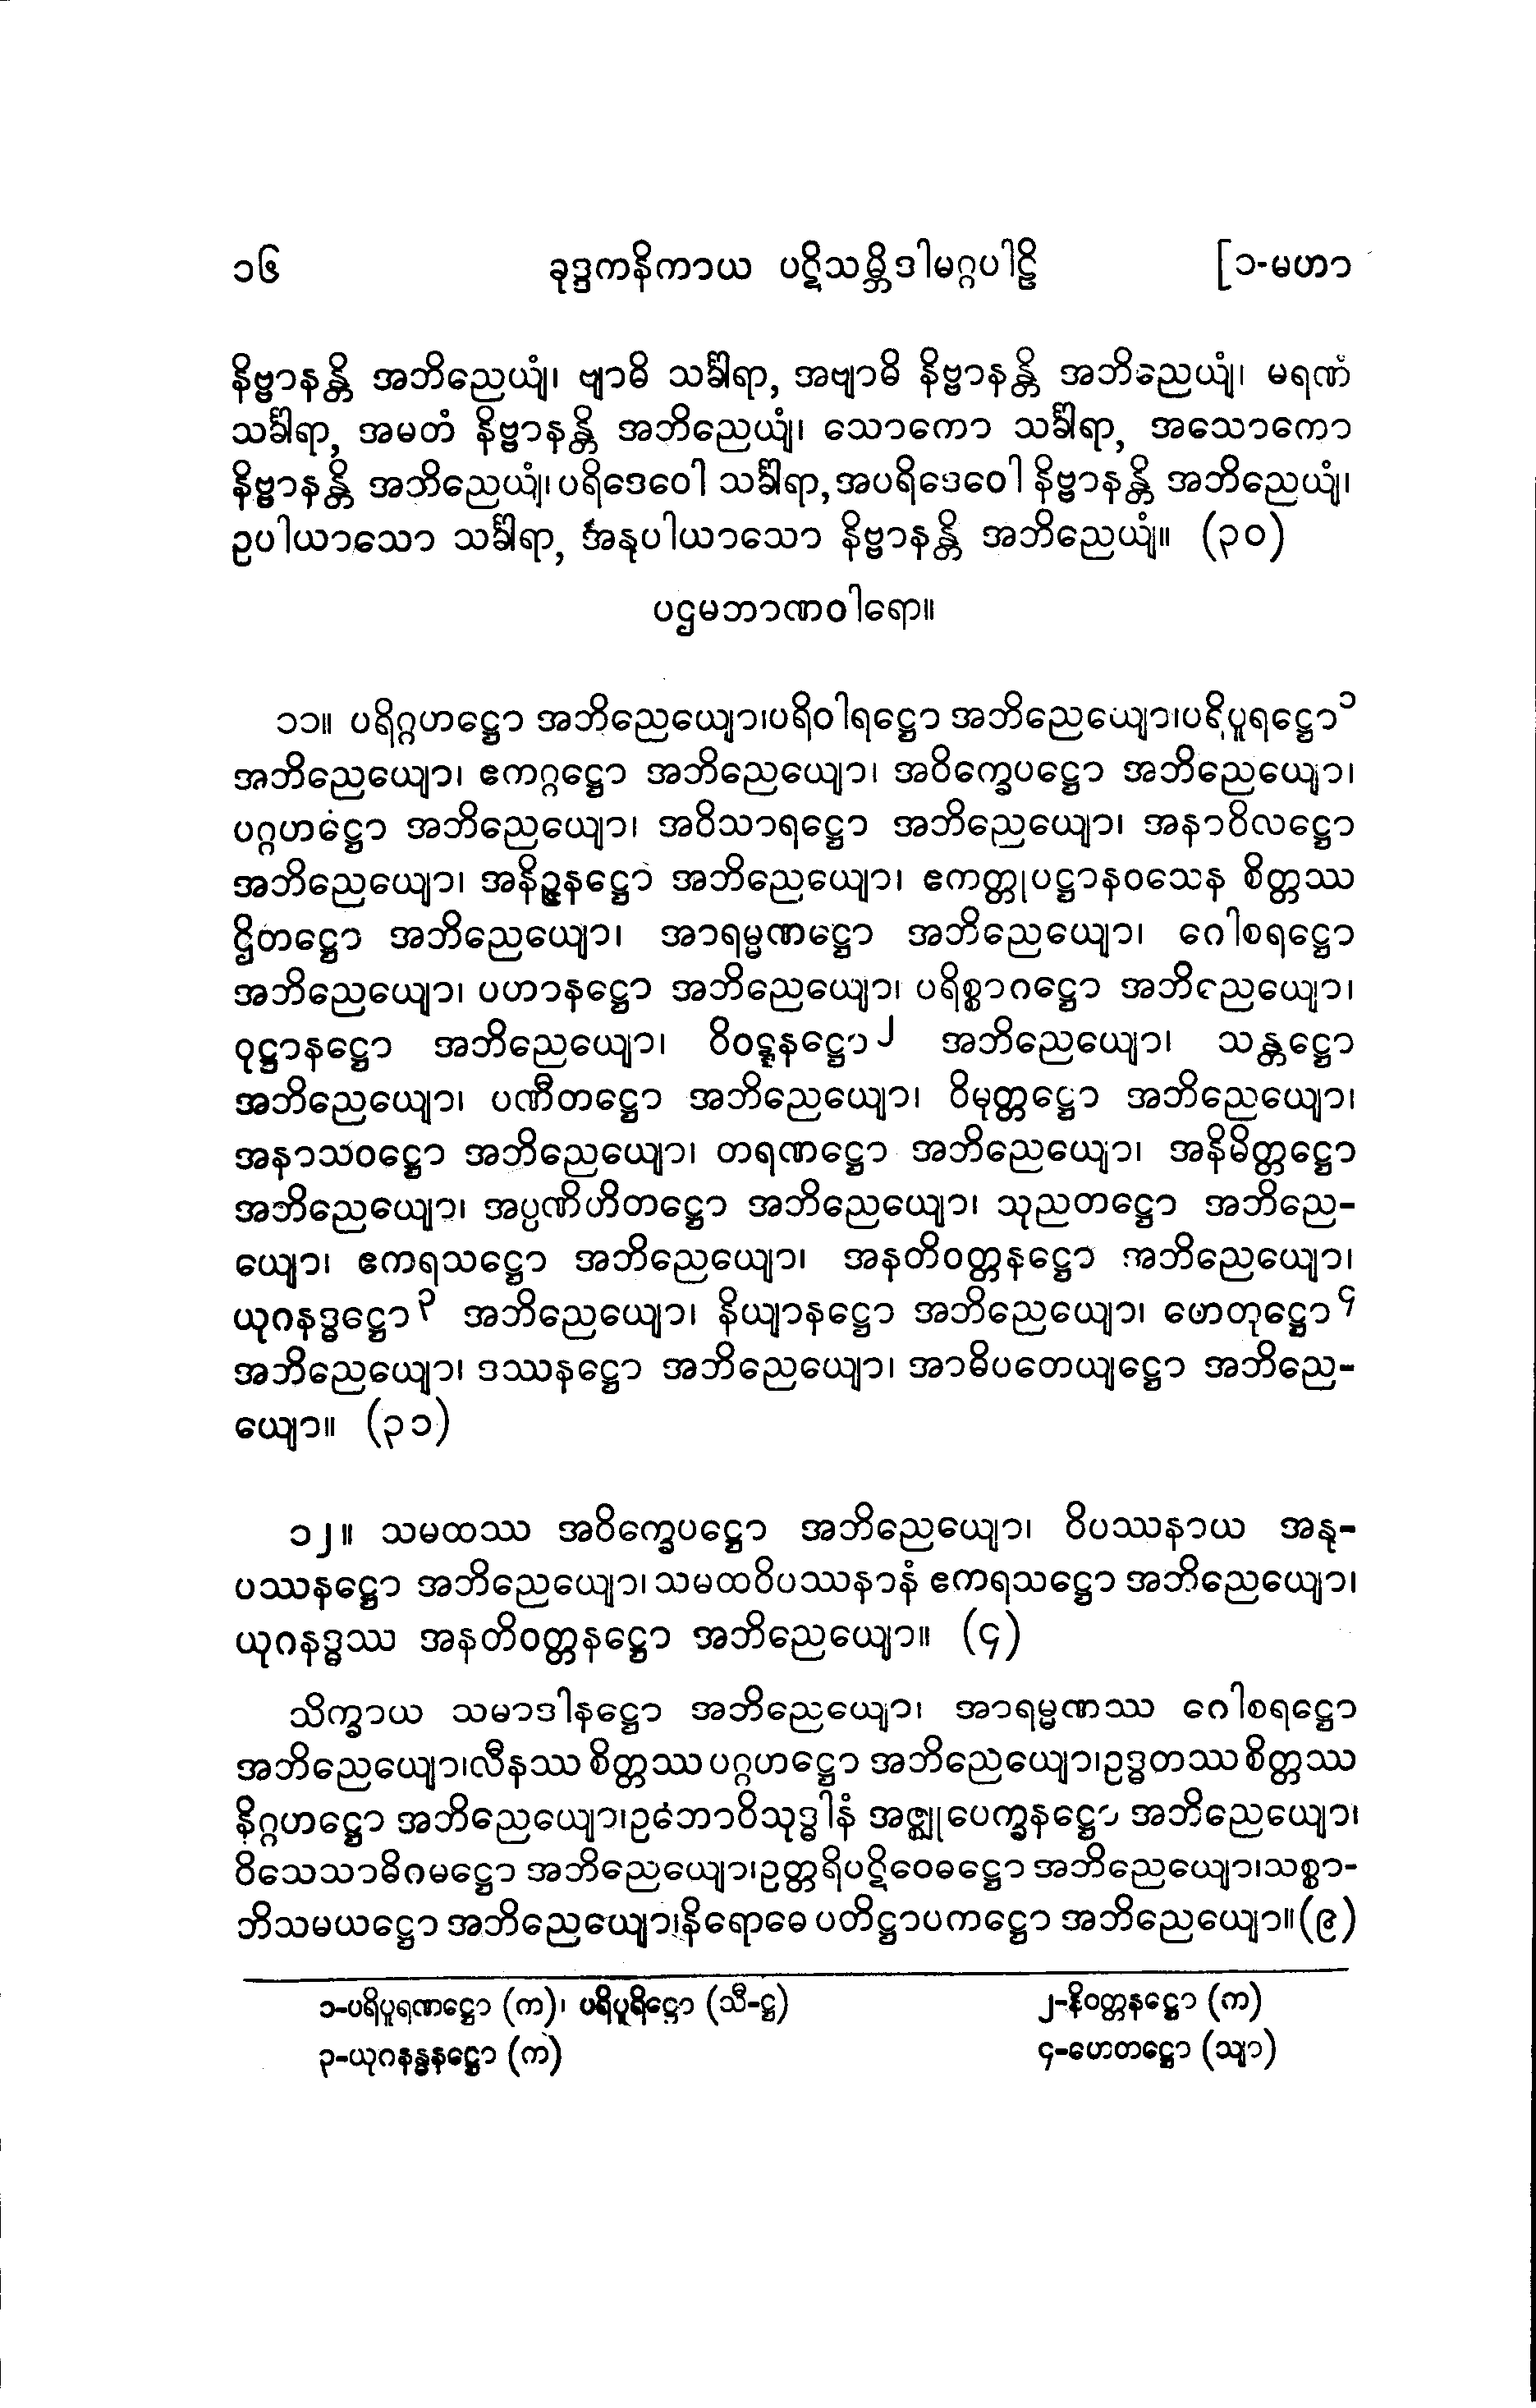 ၁၆ ခုဒ္ဒကနိကာယ ပဋိသမ္ဘိဒါမဂ္ဂပါဠိ [၁-မဟာ
နိဗ္ဗာနန္တိ အဘိညေယျံ၊ ဗျာဓိ သင်္ခါရာ, အဗျာဓိ နိဗ္ဗာနန္တိ အဘိညေယျံ၊ မရဏံ
သင်္ခါရာ, အမတံ နိဗ္ဗာနန္တိ အဘိညေယျံ၊ သောကော သင်္ခါရာ, အသောကော
နိဗ္ဗာနန္တိ အဘိညေယျံ၊ ပရိဒေဝေါ သင်္ခါရာ, အပရိဒေဝေါ နိဗ္ဗာနန္တိ အဘိညေယျံ၊
ဥပါယာသော သင်္ခါရာ, အနုပါယာသော နိဗ္ဗာနန္တိ အဘိညေယျံ။ (၃၀)
ပဌမဘာဏဝါရော။
၁၁။ ပရိဂ္ဂဟဋ္ဌော အဘိညေယျော၊ ပရိဝါရဋ္ဌော အဘိညေယျော၊ ပရိပူရဋ္ဌော၁
အဘိညေယျော၊ ဧကဂ္ဂဋ္ဌော အဘိညေယျော၊ အဝိက္ခေပဋ္ဌော အဘိညေယျော၊
ပဂ္ဂဟဋ္ဌော အဘိညေယျော၊ အဝိသာရဋ္ဌော အဘိညေယျော၊ အနာဝိလဋ္ဌော
အဘိညေယျော၊ အနိဉ္ဇနဋ္ဌော အဘိညေယျော၊ ဧကတ္တုပဋ္ဌာနဝသေန စိတ္တဿ
ဌိတဋ္ဌော အဘိညေယျော၊ အာရမ္မဏဋ္ဌော အဘိညေယျော၊ ဂေါစရဋ္ဌော
အဘိညေယျော၊ ပဟာနဋ္ဌော အဘိညေယျော၊ ပရိစ္စာဂဋ္ဌော အဘိညေယျော၊
ဝုဋ္ဌာနဋ္ဌော အဘိညေယျော၊ ဝိဝဋ္ဋနဋ္ဌော၂ အဘိညေယျော၊ သန္တဋ္ဌော
အဘိညေယျော၊ ပဏီတဋ္ဌော အဘိညေယျော၊ ဝိမုတ္တဋ္ဌော အဘိညေယျော၊
အနာသဝဋ္ဌော အဘိညေယျော၊ တရဏဋ္ဌော အဘိညေယျော၊ အနိမိတ္တဋ္ဌော
အဘိညေယျော၊ အပ္ပဏိဟိတဋ္ဌော အဘိညေယျော၊ သုညတဋ္ဌော အဘိညေ-
ယျော၊ ဧကရသဋ္ဌော အဘိညေယျော၊ အနတိဝတ္တနဋ္ဌော အဘိညေယျော၊
ယုဂနဒ္ဓဋ္ဌော၃ အဘိညေယျော၊ နိယျာနဋ္ဌော အဘိညေယျော၊ ဟေတုဋ္ဌော၄
အဘိညေယျော၊ ဒဿနဋ္ဌော အဘိညေယျော၊ အာဓိပတေယျဋ္ဌော အဘိညေ-
ယျော။ (၃၁)
၁၂။ သမထဿ အဝိက္ခေပဋ္ဌော အဘိညေယျော၊ ဝိပဿနာယ အနု-
ပဿနဋ္ဌော အဘိညေယျော၊ သမထဝိပဿနာနံ ဧကရသဋ္ဌော အဘိညေယျော၊
ယုဂနဒ္ဓဿ အနတိဝတ္တနဋ္ဌော အဘိညေယျော။ (၄)
သိက္ခာယ သမာဒါနဋ္ဌော အဘိညေယျော၊ အာရမ္မဏဿ ဂေါစရဋ္ဌော
အဘိညေယျော၊ လီနဿ စိတ္တဿ ပဂ္ဂဟဋ္ဌော အဘိညေယျော၊ ဥဒ္ဓတဿ စိတ္တဿ
နိဂ္ဂဟဋ္ဌော အဘိညေယျော၊ ဥဘောဝိသုဒ္ဓါနံ အဇ္ဈုပေက္ခနဋ္ဌော အဘိညေယျော၊
ဝိသေသာဓိဂမဋ္ဌော အဘိညေယျော၊ ဥတ္တရိပဋိဝေဓဋ္ဌော အဘိညေယျော၊ သစ္စာ-
ဘိသမယဋ္ဌော အဘိညေယျော၊ နိရောဓေ ပတိဋ္ဌာပကဋ္ဌော အဘိညေယျော။ (၉)
၁-ပရိပူရဏဋ္ဌော (က)၊ ပရိပူရိဋ္ဌော (သီ-ဋ္ဌ) ၂-နိဝတ္တနဋ္ဌော (က)
၃-ယုဂနန္ဓနဋ္ဌော (က) ၄-ဟေတဋ္ဌော (သျာ)